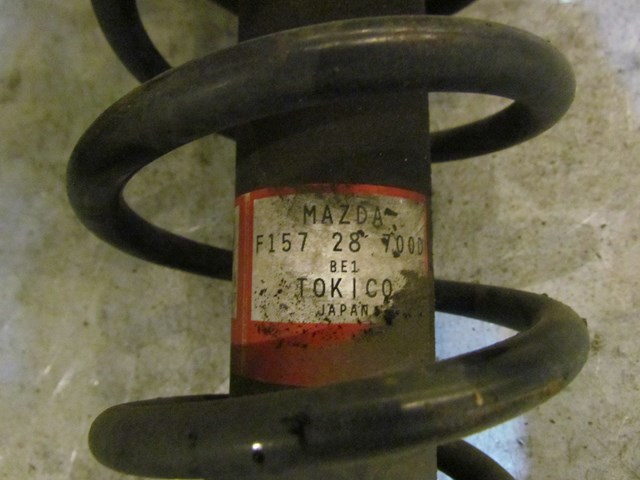 MAZDA
F157 28 700D
BE1
TOKICO
JAPAN